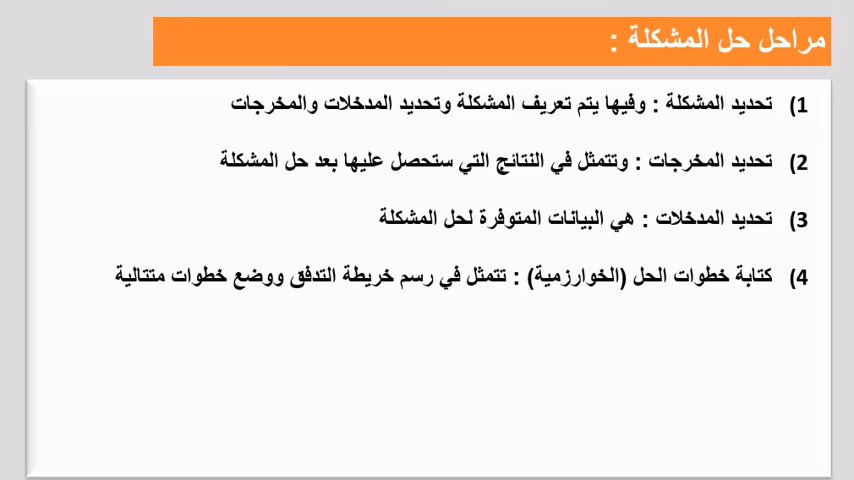 مراحل حل المشكلة :
1) تحديد المشكلة : وفيها يتم تعريف المشكلة وتحديد المدخلات والمخرجات
2) تحديد المخرجات : وتتمثل في النتائج التي ستحصل عليها بعد حل المشكلة
3) تحديد المدخلات : هي البيانات المتوفرة لحل المشكلة
4) كتابة خطوات الحل (الخوارزمية) : تتمثل في رسم خريطة التدفق ووضع خطوات متتالية